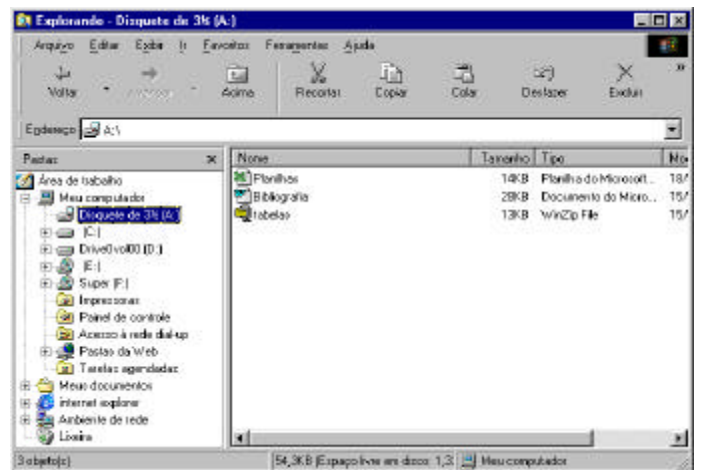 Explorando - Disquete de 3½ (A:)
Arquivo Editar Exibir Ir Favoritos Ferramentas Ajuda
Voltar Acima Recortar Copiar Colar Desfazer Excluir »
Endereço A:\
Pastas × Nome Tamanho Tipo Mo
Área de trabalho
Meu computador
Disquete de 3½ (A:)
(C:)
Drive0vol00 (D:)
(E:)
Super (F:)
Impressoras
Painel de controle
Acesso à rede dial-up
Pastas da Web
Tarefas agendadas
Meus documentos
internet explorer
Ambiente de rede
Lixeira
Planilhas 14KB Planilha do Microsoft... 18/
Bibliografia 28KB Documento do Micro... 15/
tabelas 13KB WinZip File 15/
3 objeto(s) 54,3KB (Espaço livre em disco: 1,3 Meu computador